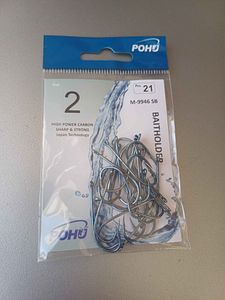 POHU
2
Pcs. 21
M-9946 SB
HIGH POWER CARBON
SHARP & STRONG
Japan Technology
BAITHOLDER
POHU